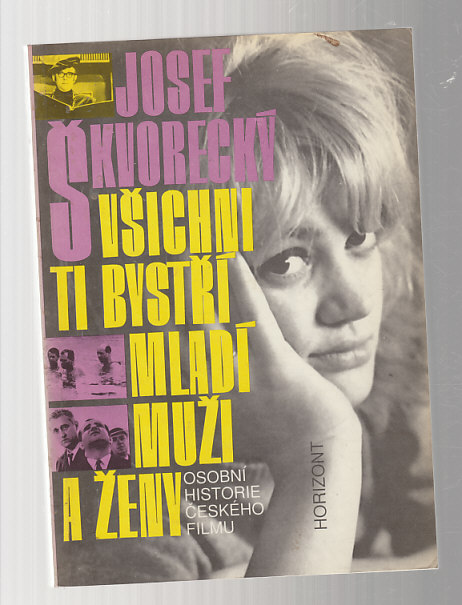 JOSEF
ŠKVORECKÝ
VŠICHNI
TI BYSTŘÍ
MLADÍ
MUŽI
A ŽENY
OSOBNÍ
HISTORIE
ČESKÉHO
FILMU
HORIZONT